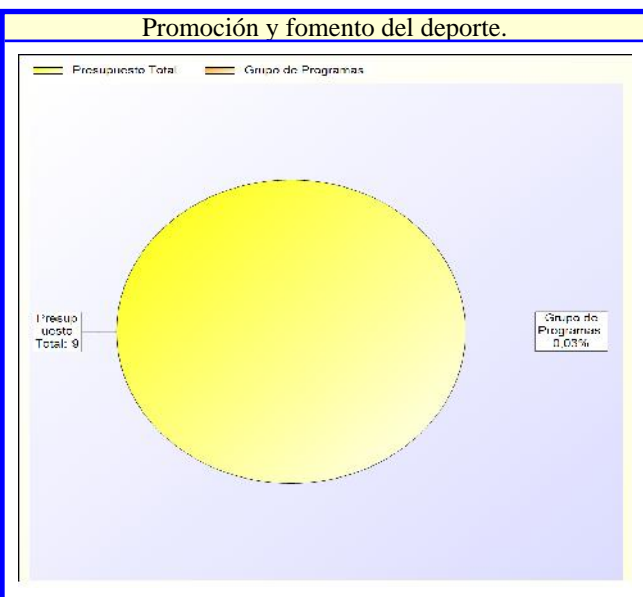 Promoción y fomento del deporte.
Presupuesto Total Grupo de Programas
Presup
uesto
Total: 9
Grupo de
Programas
0,03%